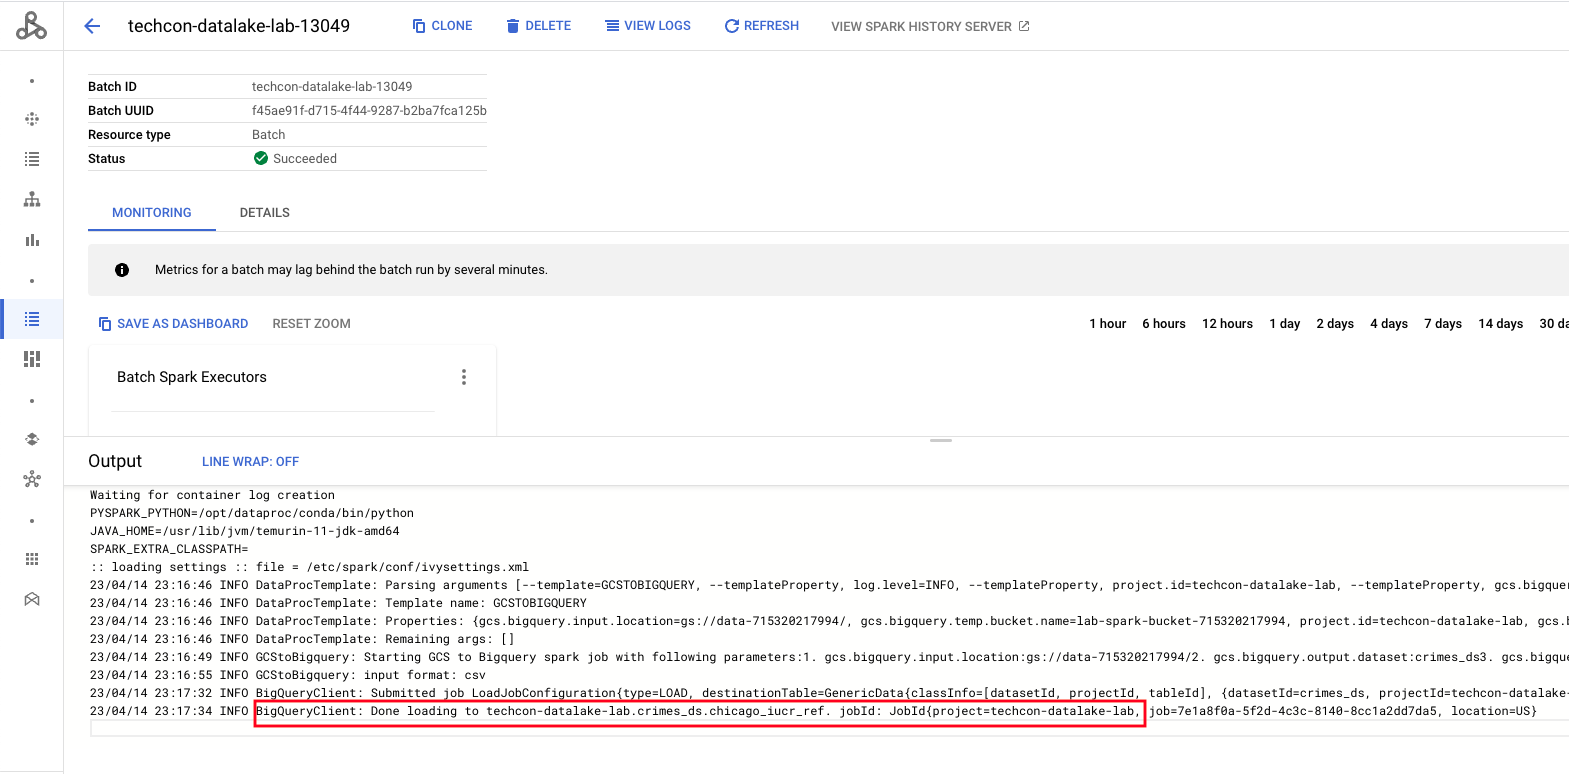 techcon-datalake-lab-13049
CLONE
DELETE
VIEW LOGS
REFRESH
VIEW SPARK HISTORY SERVER
Batch ID techcon-datalake-lab-13049
Batch UUID f45ae91f-d715-4f44-9287-b2ba7fca125b
Resource type Batch
Status Succeeded
MONITORING DETAILS
Metrics for a batch may lag behind the batch run by several minutes.
SAVE AS DASHBOARD RESET ZOOM 1 hour 6 hours 12 hours 1 day 2 days 4 days 7 days 14 days 30 da
Batch Spark Executors
Output LINE WRAP: OFF
Waiting for container log creation
PYSPARK_PYTHON=/opt/dataproc/conda/bin/python
JAVA_HOME=/usr/lib/jvm/temurin-11-jdk-amd64
SPARK_EXTRA_CLASSPATH=
:: loading settings :: file = /etc/spark/conf/ivysettings.xml
23/04/14 23:16:46 INFO DataProcTemplate: Parsing arguments [--template=GCSTOBIGQUERY, --templateProperty, log.level=INFO, --templateProperty, project.id=techcon-datalake-lab, --templateProperty, gcs.bigque
23/04/14 23:16:46 INFO DataProcTemplate: Template name: GCSTOBIGQUERY
23/04/14 23:16:46 INFO DataProcTemplate: Properties: {gcs.bigquery.input.location=gs://data-715320217994/, gcs.bigquery.temp.bucket.name=lab-spark-bucket-715320217994, project.id=techcon-datalake-lab, gcs.b
23/04/14 23:16:46 INFO DataProcTemplate: Remaining args: []
23/04/14 23:16:49 INFO GCStoBigquery: Starting GCS to Bigquery spark job with following parameters:1. gcs.bigquery.input.location:gs://data-715320217994/2. gcs.bigquery.output.dataset:crimes_ds3. gcs.bigque
23/04/14 23:16:55 INFO GCStoBigquery: input format: csv
23/04/14 23:17:32 INFO BigQueryClient: Submitted job LoadJobConfiguration{type=LOAD, destinationTable=GenericData{classInfo=[datasetId, projectId, tableId], {datasetId=crimes_ds, projectId=techcon-datalake-
23/04/14 23:17:34 INFO BigQueryClient: Done loading to techcon-datalake-lab.crimes_ds.chicago_iucr_ref. jobId: JobId{project=techcon-datalake-lab, job=7e1a8f0a-5f2d-4c3c-8140-8cc1a2dd7da5, location=US}